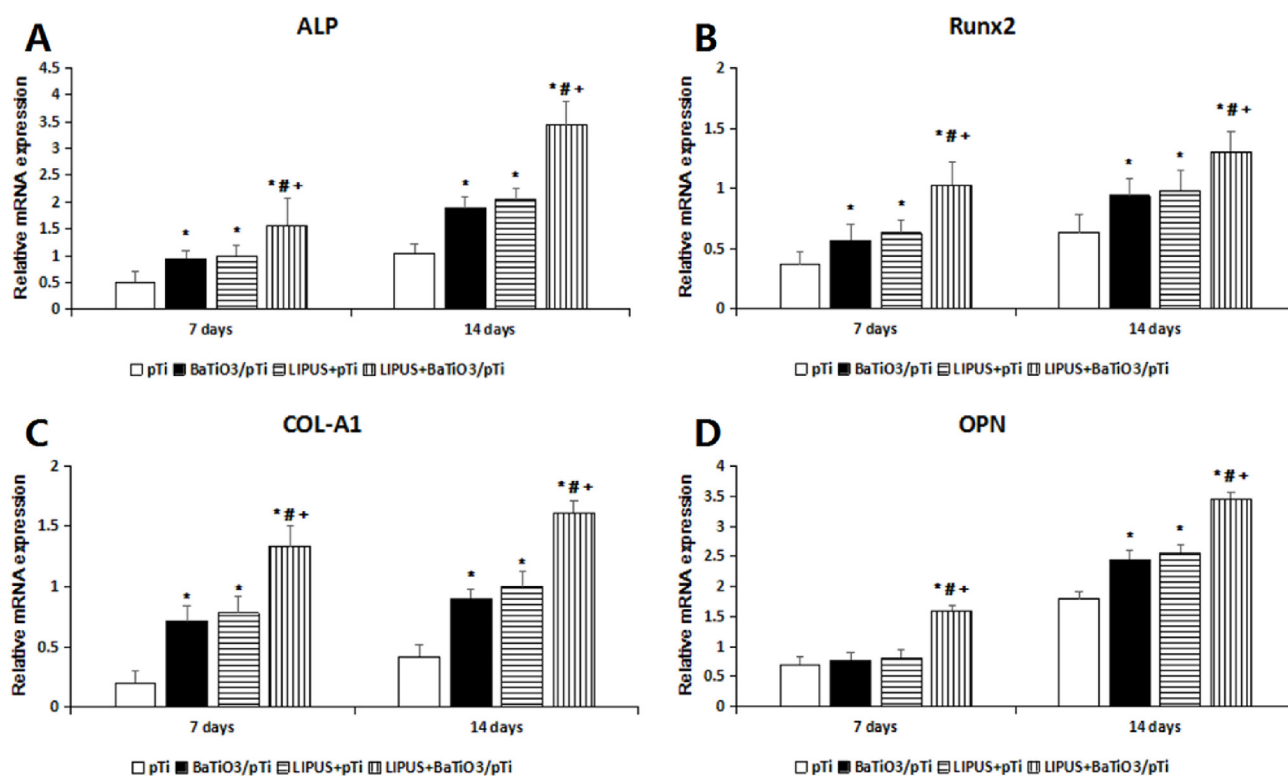 A
ALP
Relative mRNA expression
4.5
4
3.5
3
2.5
2
1.5
1
0.5
0
*
*
* # +
*
*
* # +
7 days
14 days
pTi BaTiO3/pTi LIPUS+pTi LIPUS+BaTiO3/pTi
B
Runx2
Relative mRNA expression
2
1.5
1
0.5
0
*
*
* # +
*
*
* # +
7 days
14 days
pTi BaTiO3/pTi LIPUS+pTi LIPUS+BaTiO3/pTi
C
COL-A1
Relative mRNA expression
2
1.5
1
0.5
0
*
*
* # +
*
*
* # +
7 days
14 days
pTi BaTiO3/pTi LIPUS+pTi LIPUS+BaTiO3/pTi
D
OPN
Relative mRNA expression
4
3.5
3
2.5
2
1.5
1
0.5
0
* # +
*
*
* # +
7 days
14 days
pTi BaTiO3/pTi LIPUS+pTi LIPUS+BaTiO3/pTi